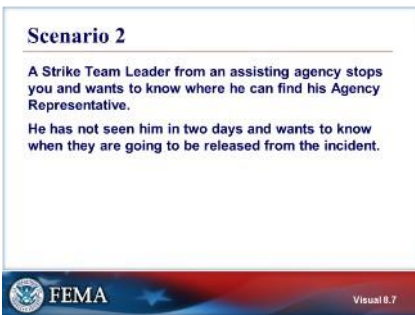 Scenario 2
A Strike Team Leader from an assisting agency stops
you and wants to know where he can find his Agency
Representative.
He has not seen him in two days and wants to know
when they are going to be released from the incident.
FEMA
Visual 8.7